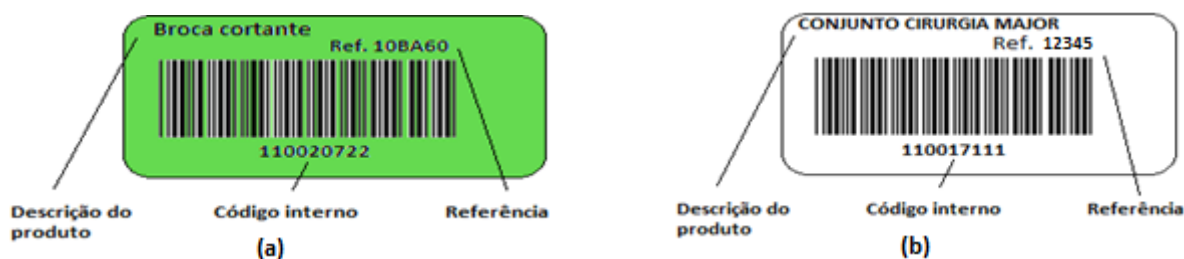 Broca cortante
Ref. 10BA60
110020722
Descrição do
produto
Código interno
Referência
(a)
CONJUNTO CIRURGIA MAJOR
Ref. 12345
110017111
Descrição do
produto
Código interno
Referência
(b)